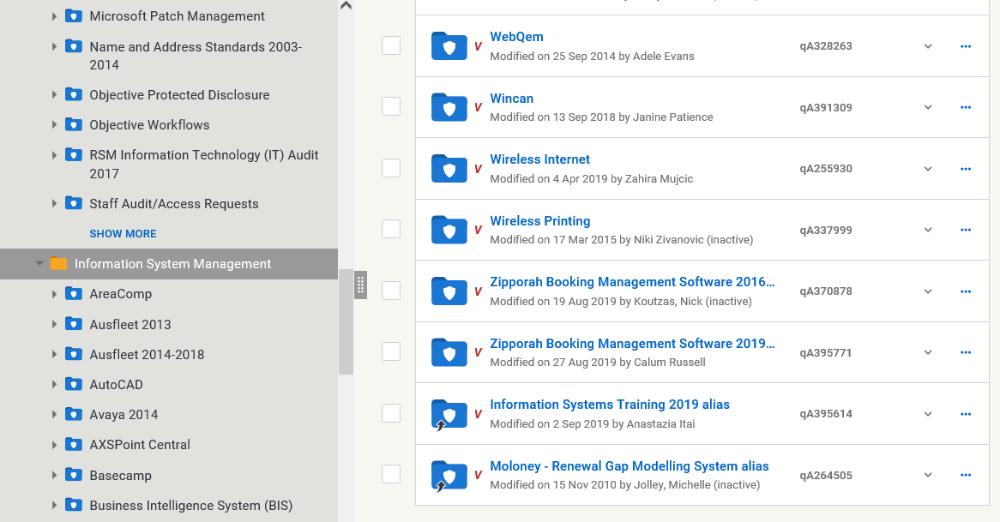 Microsoft Patch Management
Name and Address Standards 2003-
2014
Objective Protected Disclosure
Objective Workflows
RSM Information Technology (IT) Audit
2017
Staff Audit/Access Requests
SHOW MORE
Information System Management
AreaComp
Ausfleet 2013
Ausfleet 2014-2018
AutoCAD
Avaya 2014
AXSPoint Central
Basecamp
Business Intelligence System (BIS)
V WebQem qA328263
Modified on 25 Sep 2014 by Adele Evans
V Wincan qA391309
Modified on 13 Sep 2018 by Janine Patience
V Wireless Internet qA255930
Modified on 4 Apr 2019 by Zahira Mujcic
V Wireless Printing qA337999
Modified on 17 Mar 2015 by Niki Zivanovic (inactive)
V Zipporah Booking Management Software 2016... qA370878
Modified on 19 Aug 2019 by Koutzas, Nick (inactive)
V Zipporah Booking Management Software 2019... qA395771
Modified on 27 Aug 2019 by Calum Russell
V Information Systems Training 2019 alias qA395614
Modified on 2 Sep 2019 by Anastazia Itai
V Moloney - Renewal Gap Modelling System alias qA264505
Modified on 15 Nov 2010 by Jolley, Michelle (inactive)